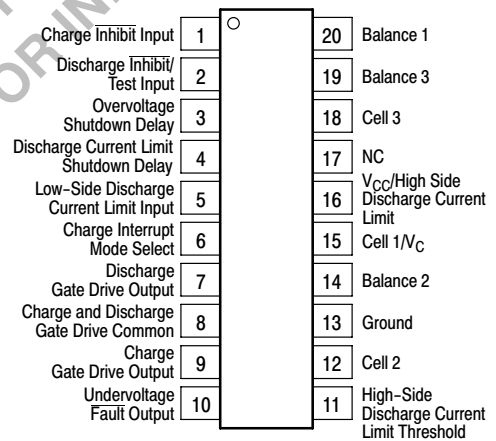 Charge Inhibit Input 1
Discharge Inhibit/
Test Input 2
Overvoltage
Shutdown Delay 3
Discharge Current Limit
Shutdown Delay 4
Low-Side Discharge
Current Limit Input 5
Charge Interrupt
Mode Select 6
Discharge
Gate Drive Output 7
Charge and Discharge
Gate Drive Common 8
Charge
Gate Drive Output 9
Undervoltage
Fault Output 10
20 Balance 1
19 Balance 3
18 Cell 3
17 NC
16 VCC/High Side
Discharge Current
Limit
15 Cell 1/VC
14 Balance 2
13 Ground
12 Cell 2
11 High-Side
Discharge Current
Limit Threshold